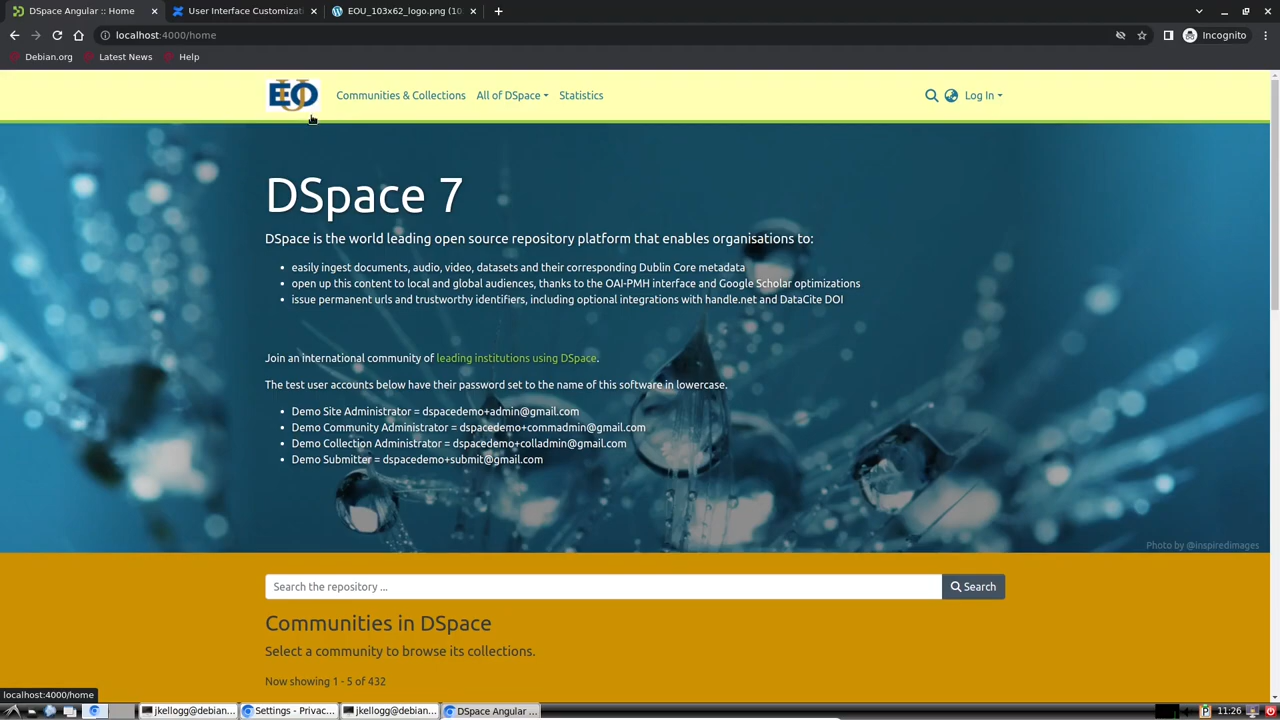 DSpace Angular :: Home
User Interface Customizati
EOU_103x62_logo.png (10
localhost:4000/home
Incognito
Debian.org
Latest News
Help
EOU
Communities & Collections
All of DSpace
Statistics
Log In
DSpace 7
DSpace is the world leading open source repository platform that enables organisations to:
• easily ingest documents, audio, video, datasets and their corresponding Dublin Core metadata
• open up this content to local and global audiences, thanks to the OAI-PMH interface and Google Scholar optimizations
• issue permanent urls and trustworthy identifiers, including optional integrations with handle.net and DataCite DOI
Join an international community of leading institutions using DSpace.
The test user accounts below have their password set to the name of this software in lowercase.
• Demo Site Administrator = dspacedemo+admin@gmail.com
• Demo Community Administrator = dspacedemo+commadmin@gmail.com
• Demo Collection Administrator = dspacedemo+colladmin@gmail.com
• Demo Submitter = dspacedemo+submit@gmail.com
Photo by @inspiredimages
Search the repository ...
Search
Communities in DSpace
Select a community to browse its collections.
Now showing 1 - 5 of 432
localhost:4000/home
jkellogg@debian...
Settings - Privac...
jkellogg@debian...
DSpace Angular ...
11:26